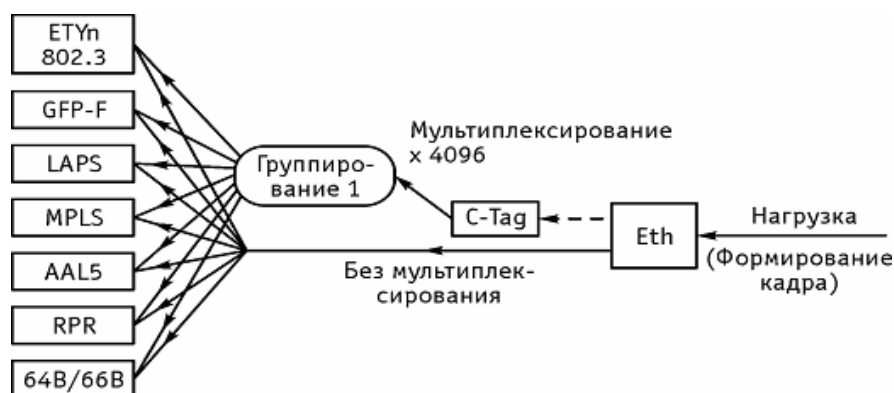 ETYn
802.3
GFP-F
LAPS
MPLS
AAL5
RPR
64B/66B
Группиро-
вание 1
Мультиплексирование
x 4096
C-Tag
Без мультиплек-
сирования
Eth
Нагрузка
(Формирование
кадра)